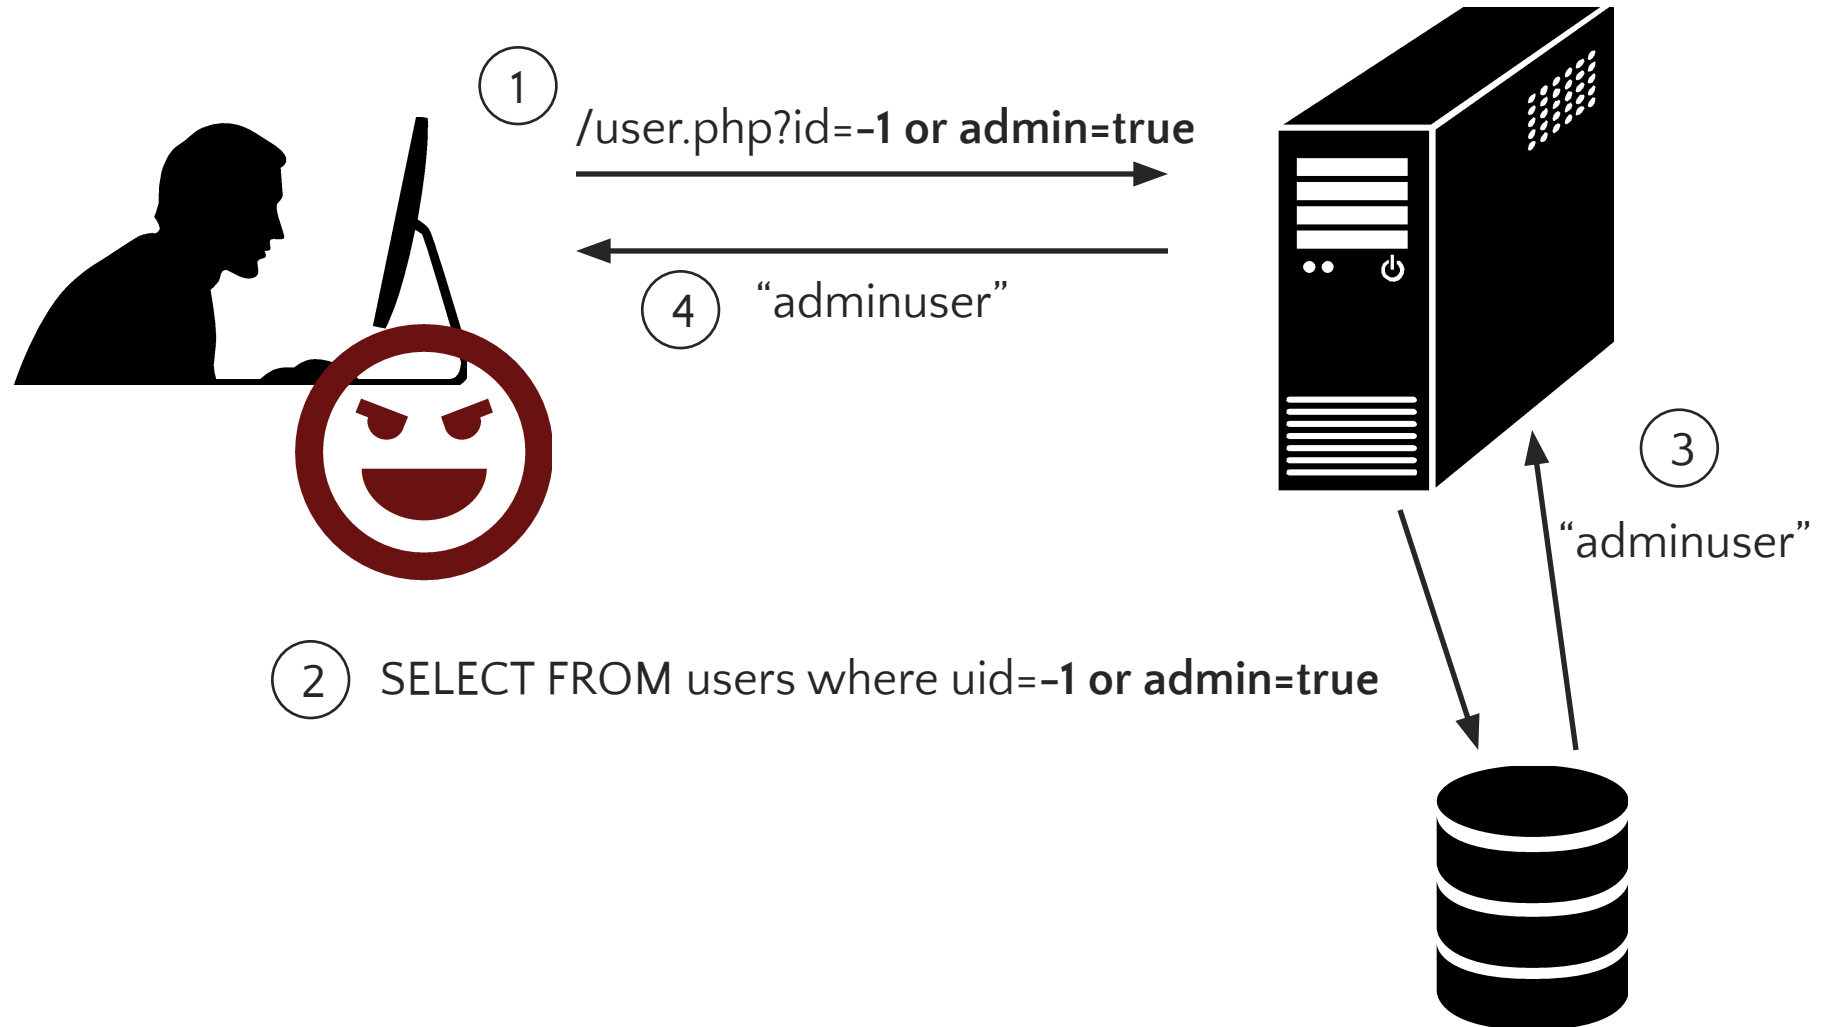 1
/user.php?id=-1 or admin=true
4
“adminuser”
3
“adminuser”
2
SELECT FROM users where uid=-1 or admin=true